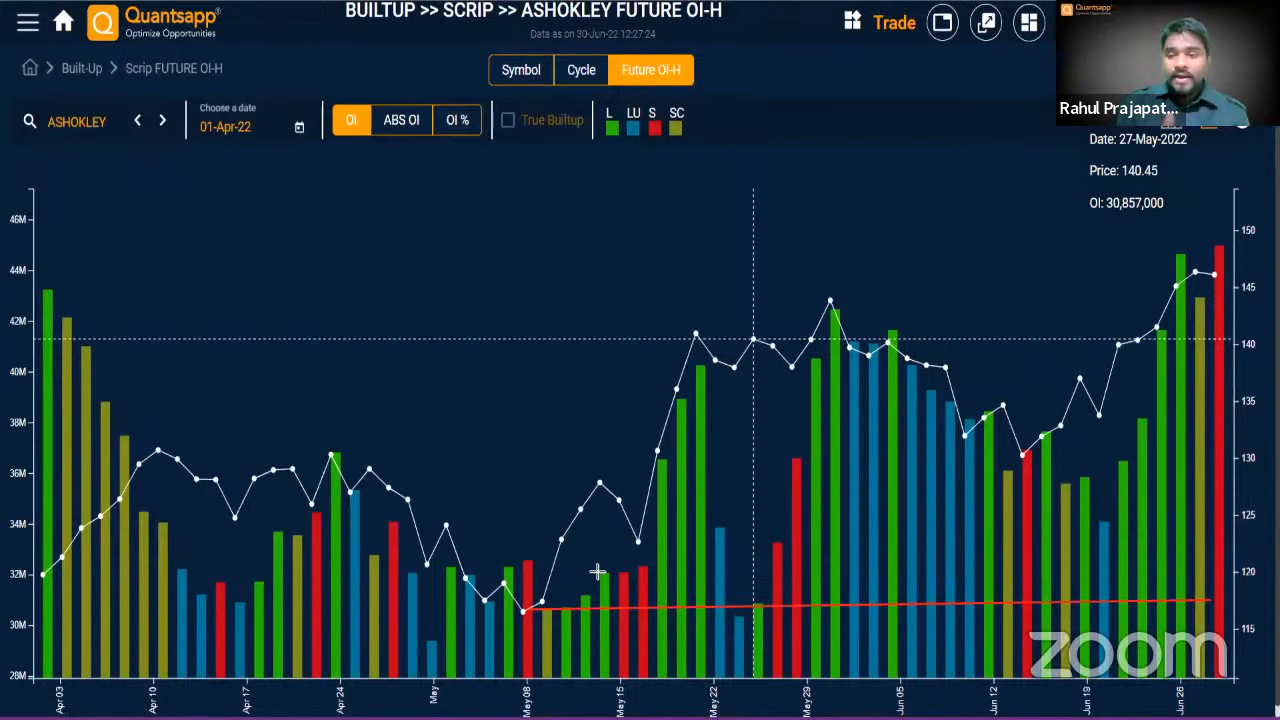 Quantsapp®
Optimize Opportunities
BUILTUP >> SCRIP >> ASHOKLEY FUTURE OI-H
Data as on 30-Jun-22 12:27:24
Trade
Quantsapp
Rahul Prajapat...
Built-Up
Scrip FUTURE OI-H
Symbol
Cycle
Future OI-H
ASHOKLEY
Choose a date
01-Apr-22
OI
ABS OI
OI %
True Builtup
L
LU
S
SC
Date: 27-May-2022
Price: 140.45
OI: 30,857,000
46M
44M
42M
40M
38M
36M
34M
32M
30M
28M
150
145
140
135
130
125
120
115
Apr 03
Apr 10
Apr 17
Apr 24
May
May 08
May 15
May 22
May 29
Jun 05
Jun 12
Jun 19
Jun 26
zoom